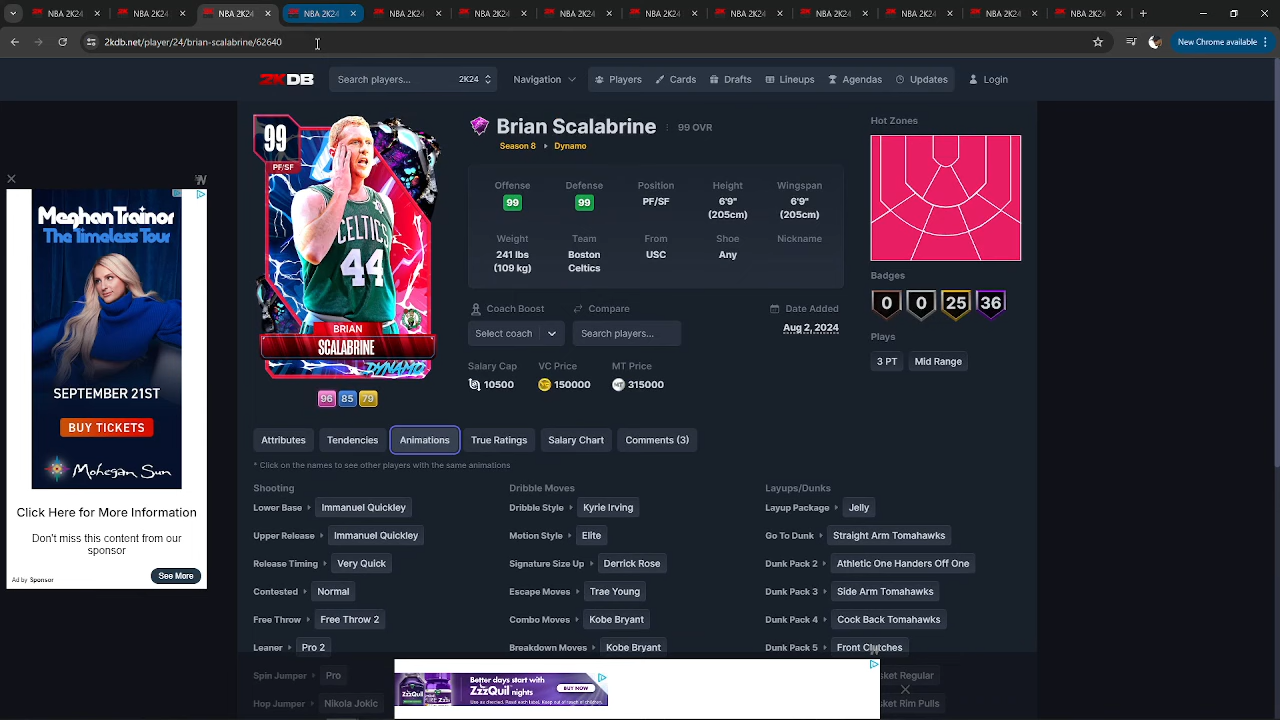 NBA 2K24
NBA 2K24
NBA 2K24
NBA 2K24
NBA 2K24
NBA 2K24
NBA 2K24
NBA 2K24
NBA 2K24
NBA 2K24
NBA 2K24
NBA 2K24
NBA 2K24
2kdb.net/player/24/brian-scalabrine/62640
New Chrome available
2KDB
Search players...
2K24
Navigation
Players
Cards
Drafts
Lineups
Agendas
Updates
Login
99
PF/SF
CELTICS
44
BRIAN
SCALABRINE
DYNAMO
96 85 79
Brian Scalabrine
99 OVR
Season 8 Dynamo
Offense Defense Position Height Wingspan
99 99 PF/SF 6'9" 6'9"
(205cm) (205cm)
Weight Team From Shoe Nickname
241 lbs Boston USC Any
(109 kg) Celtics
Coach Boost Compare Date Added
Select coach Search players... Aug 2, 2024
Salary Cap VC Price MT Price
10500 150000 315000
Hot Zones
Badges
0 0 25 36
Plays
3 PT Mid Range
Meghan Trainor
The Timeless Tour
SEPTEMBER 21ST
BUY TICKETS
Mohegan Sun
Click Here for More Information
Don't miss this content from our
sponsor
Ad by Sponsor
See More
Attributes Tendencies Animations True Ratings Salary Chart Comments (3)
* Click on the names to see other players with the same animations
Shooting
Lower Base Immanuel Quickley
Upper Release Immanuel Quickley
Release Timing Very Quick
Contested Normal
Free Throw Free Throw 2
Leaner Pro 2
Spin Jumper Pro
Hop Jumper Nikola Jokic
Dribble Moves
Dribble Style Kyrie Irving
Motion Style Elite
Signature Size Up Derrick Rose
Escape Moves Trae Young
Combo Moves Kobe Bryant
Breakdown Moves Kobe Bryant
Layups/Dunks
Layup Package Jelly
Go To Dunk Straight Arm Tomahawks
Dunk Pack 2 Athletic One Handers Off One
Dunk Pack 3 Side Arm Tomahawks
Dunk Pack 4 Cock Back Tomahawks
Dunk Pack 5 Front Clutches
sket Regular
sket Rim Pulls
Better days start with
ZzzQuil
nights
BUY NOW